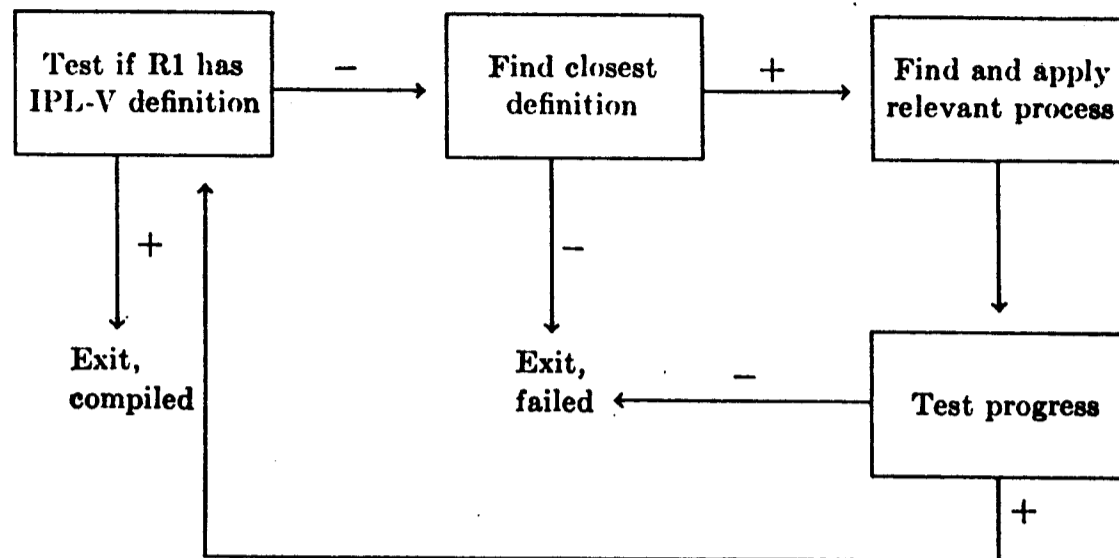 Test if R1 has
IPL-V definition
−
Find closest
definition
+
Find and apply
relevant process
+
−
Exit,
compiled
Exit,
failed
−
Test progress
+